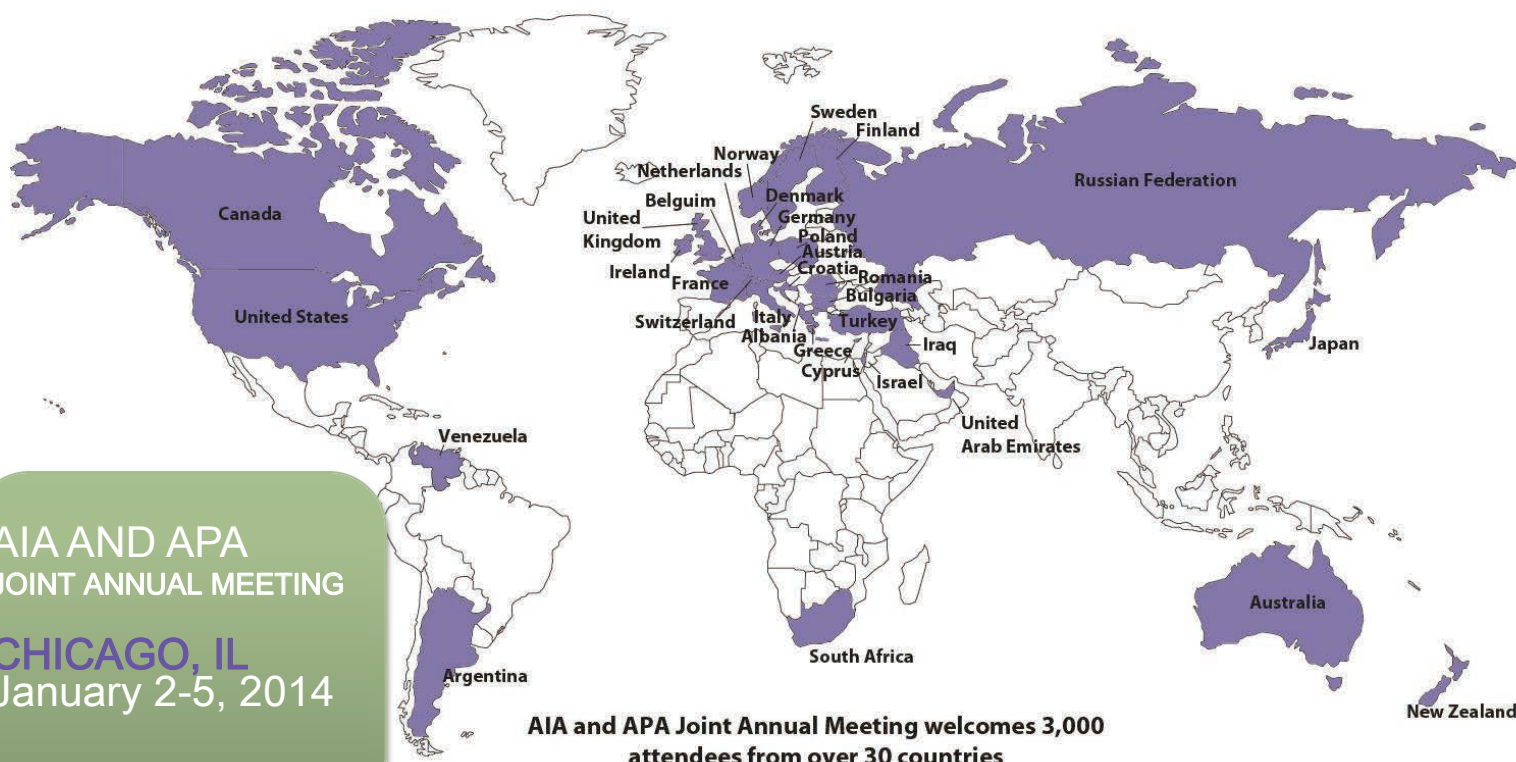 Sweden
Finland
Norway
Netherlands
Denmark
Belguim
Germany
United
Kingdom
Poland
Austria
Croatia
Ireland
France
Romania
Bulgaria
Switzerland
Italy
Albania
Turkey
Greece
Cyprus
Iraq
Israel
United
Arab Emirates
Russian Federation
Japan
Canada
United States
Venezuela
Argentina
South Africa
Australia
New Zealand
AIA AND APA
JOINT ANNUAL MEETING
CHICAGO, IL
January 2-5, 2014
AIA and APA Joint Annual Meeting welcomes 3,000
attendees from over 30 countries